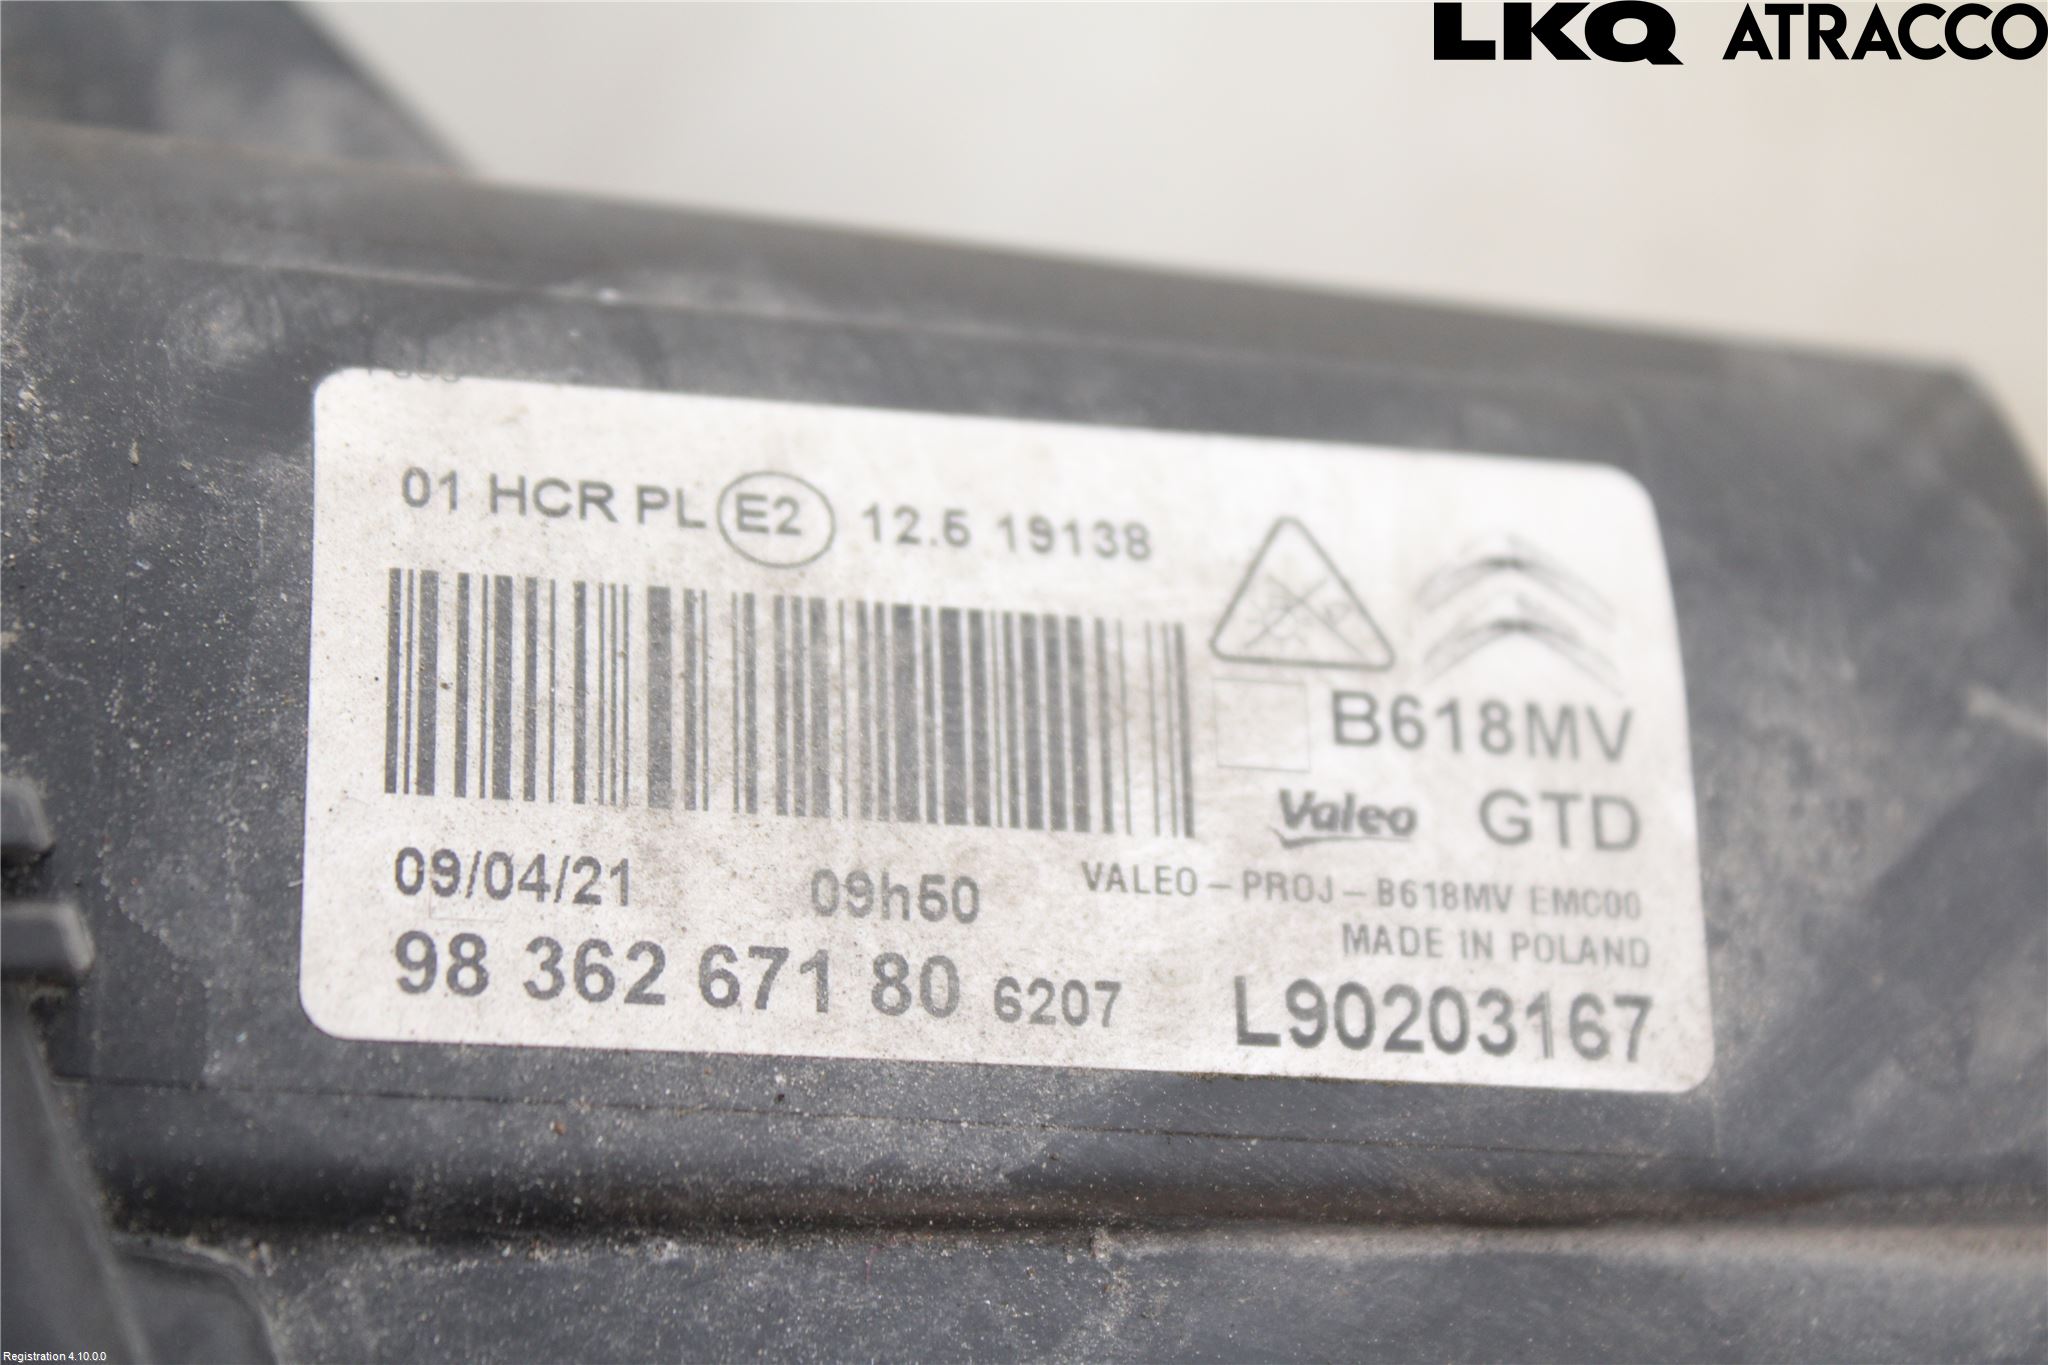 LKQ ATRACCO
01 HCR PL E2 12.5 19138
B618MV
Valeo GTD
09/04/21 09h50 VALEO - PROJ - B618MV EMC00
MADE IN POLAND
98 362 671 80 6207 L90203167
Registration 4.10.0.0